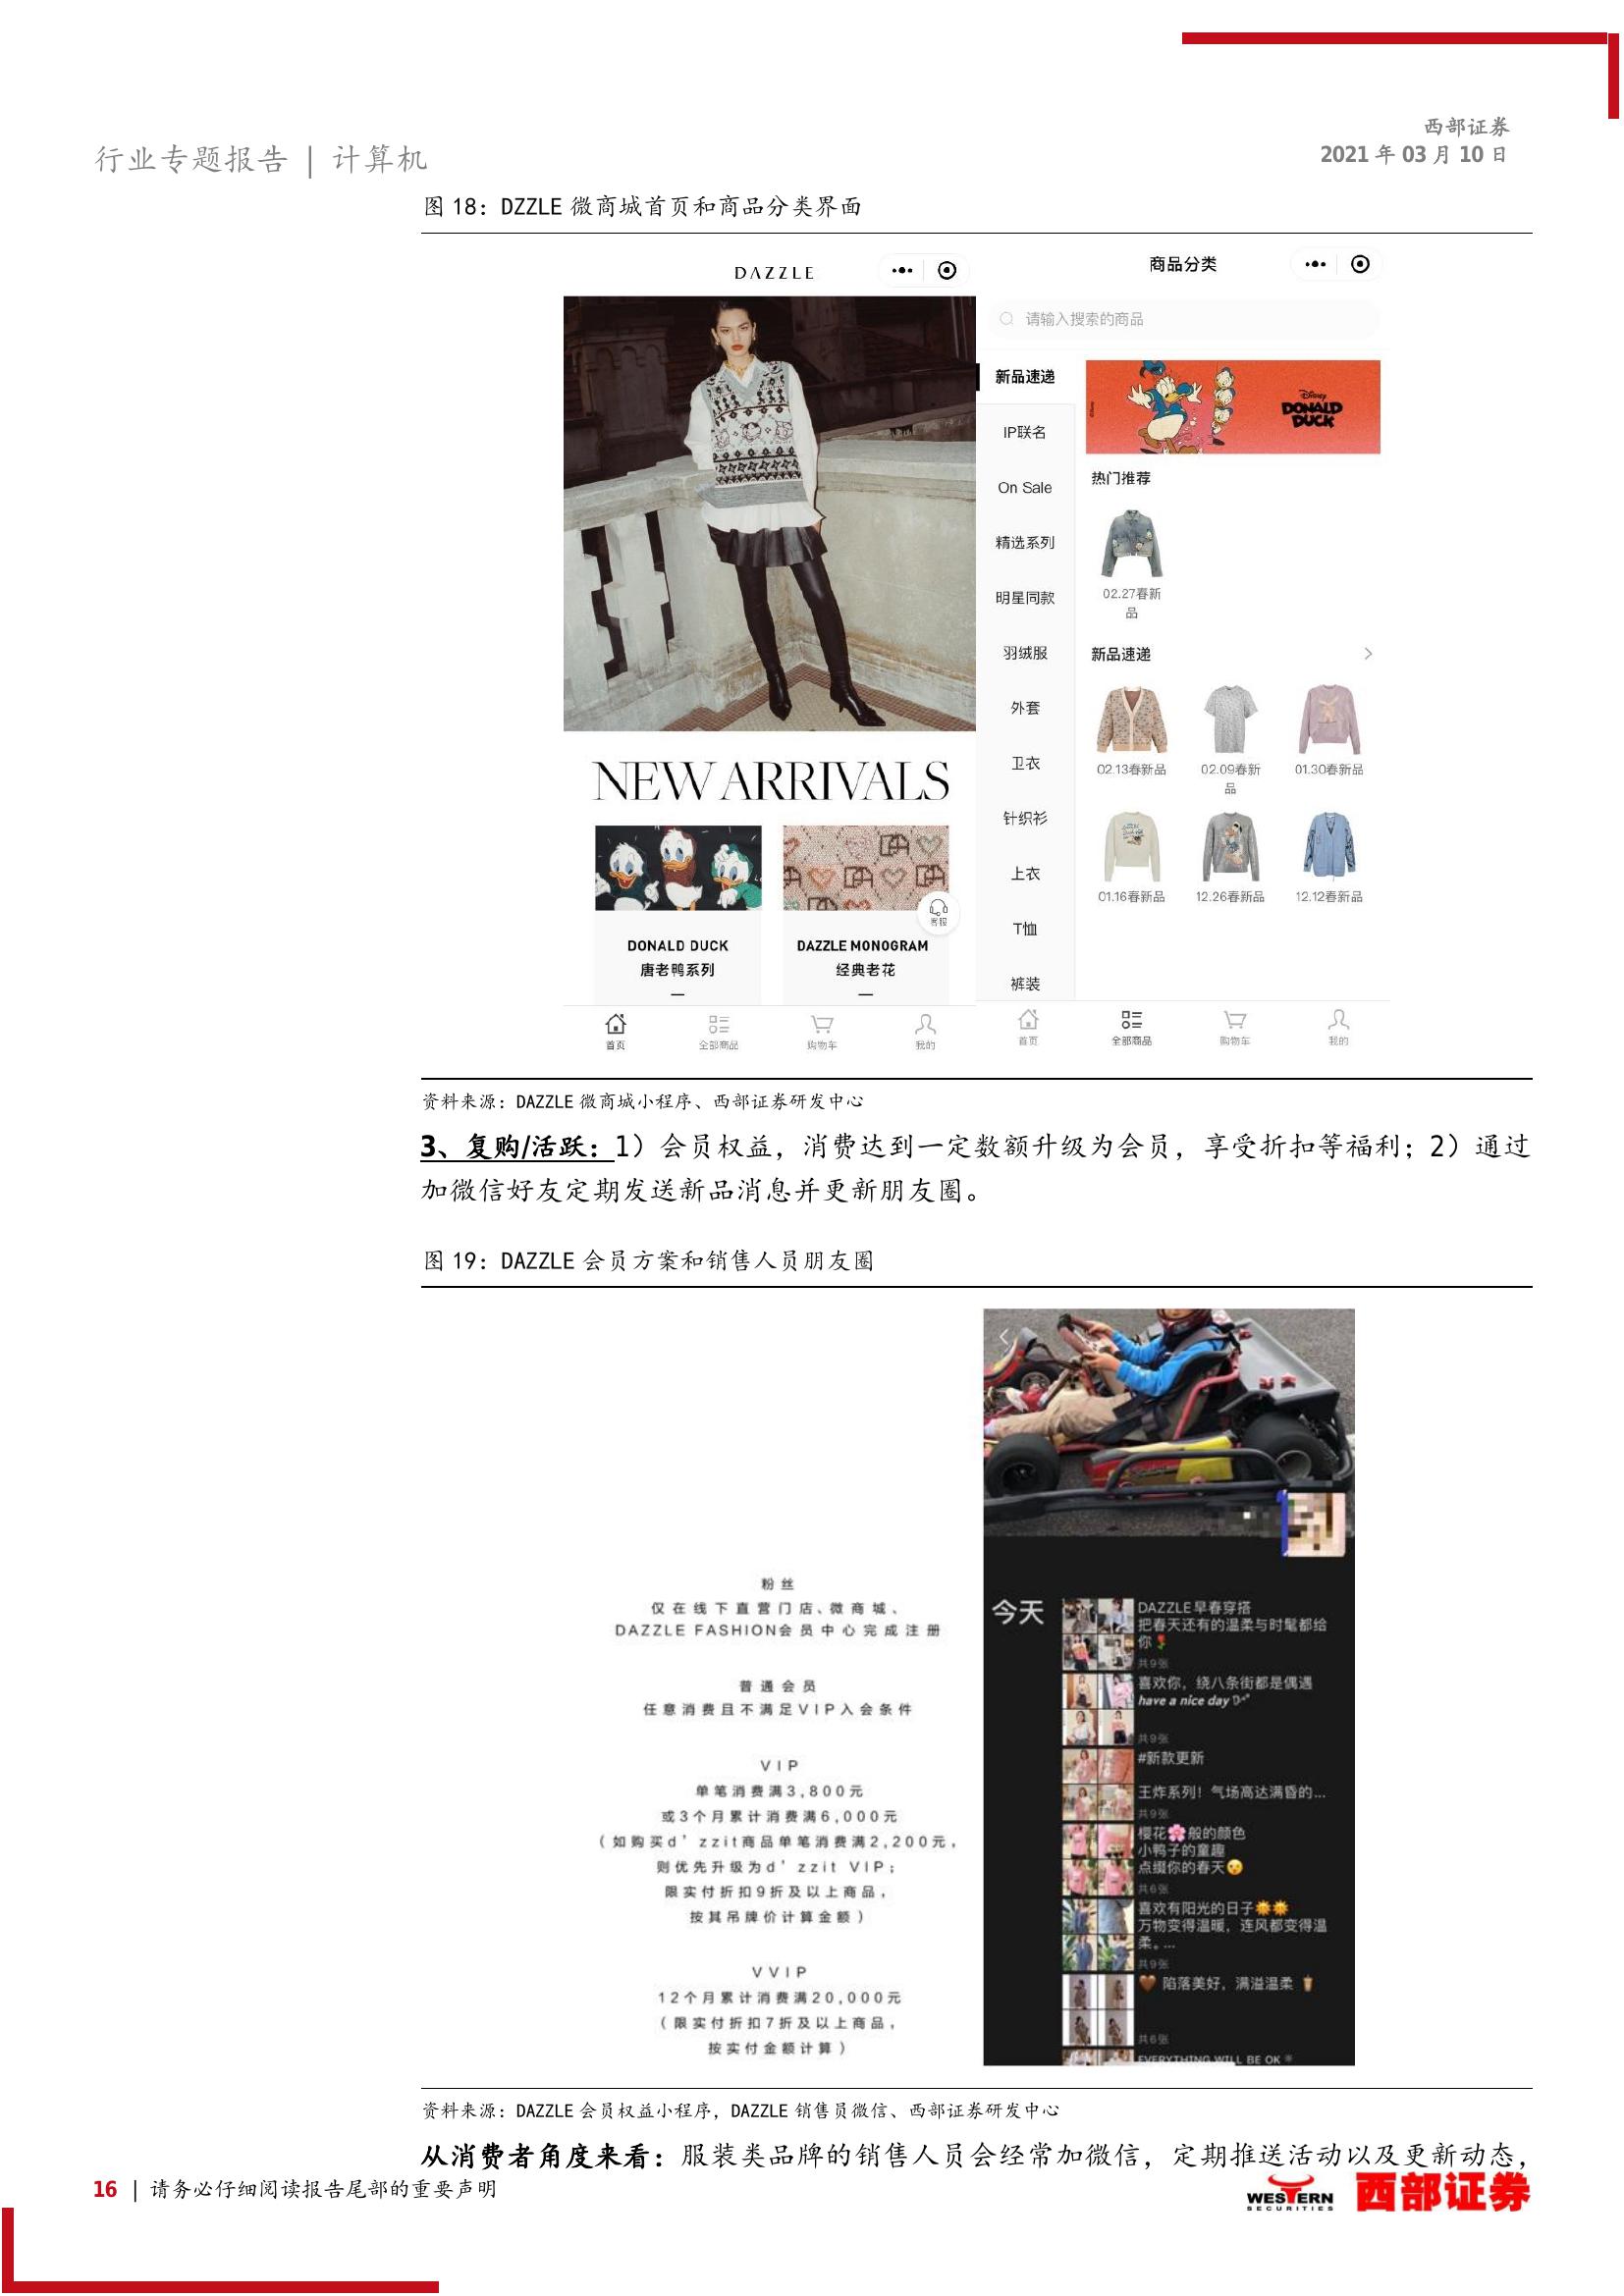 西部证券
2021 年 03 月 10 日
行业专题报告 | 计算机
图 18：DZZLE 微商城首页和商品分类界面
DAZZLE
NEW ARRIVALS
DONALD DUCK
唐老鸭系列
DAZZLE MONOGRAM
经典老花
客服
首页
全部商品
购物车
我的
商品分类
请输入搜索的商品
新品速递
IP联名
On Sale
精选系列
明星同款
羽绒服
外套
卫衣
针织衫
上衣
T恤
裤装
Disney
DONALD
DUCK
热门推荐
02.27春新
品
新品速递
02.13春新品
02.09春新
品
01.30春新品
01.16春新品
12.26春新品
12.12春新品
首页
全部商品
购物车
我的
资料来源：DAZZLE 微商城小程序、西部证券研发中心
3、复购/活跃：1）会员权益，消费达到一定数额升级为会员，享受折扣等福利；2）通过
加微信好友定期发送新品消息并更新朋友圈。
图 19：DAZZLE 会员方案和销售人员朋友圈
粉丝
仅在线下直营门店、微商城、
DAZZLE FASHION会员中心完成注册
普通会员
任意消费且不满足VIP入会条件
VIP
单笔消费满3,800元
或3个月累计消费满6,000元
（如购买d’zzit商品单笔消费满2,200元，
则优先升级为d’zzit VIP；
限实付折扣9折及以上商品，
按其吊牌价计算金额）
VVIP
12个月累计消费满20,000元
（限实付折扣7折及以上商品，
按实付金额计算）
今天
DAZZLE早春穿搭
把春天还有的温柔与时髦都给
你🌹
共9张
喜欢你，绕八条街都是偶遇
have a nice day
共9张
#新款更新
王炸系列！气场高达满昏的...
共9张
樱花🌸般的颜色
小鸭子的童趣
点缀你的春天😗
共6张
喜欢有阳光的日子☀️☀️
万物变得温暖，连风都变得温
柔。...
共9张
🤎 陷落美好，满溢温柔 🧋
共6张
EVERYTHING WILL BE OK
资料来源：DAZZLE 会员权益小程序，DAZZLE 销售员微信、西部证券研发中心
从消费者角度来看：服装类品牌的销售人员会经常加微信，定期推送活动以及更新动态，
16 | 请务必仔细阅读报告尾部的重要声明
WESTERN
SECURITIES
西部证券